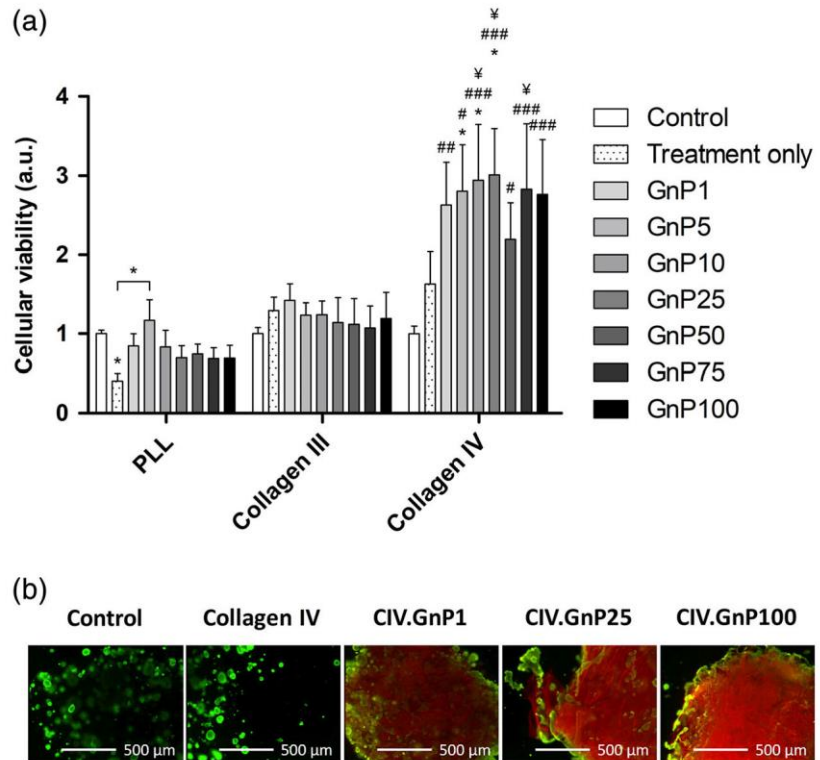 (a)
¥
###
*
¥
###
*
#
*
##
#
¥
###
###
*
*
4
3
2
1
0
Cellular viability (a.u.)
PLL
Collagen III
Collagen IV
Control
Treatment only
GnP1
GnP5
GnP10
GnP25
GnP50
GnP75
GnP100
(b)
Control Collagen IV CIV.GnP1 CIV.GnP25 CIV.GnP100
500 µm 500 µm 500 µm 500 µm 500 µm